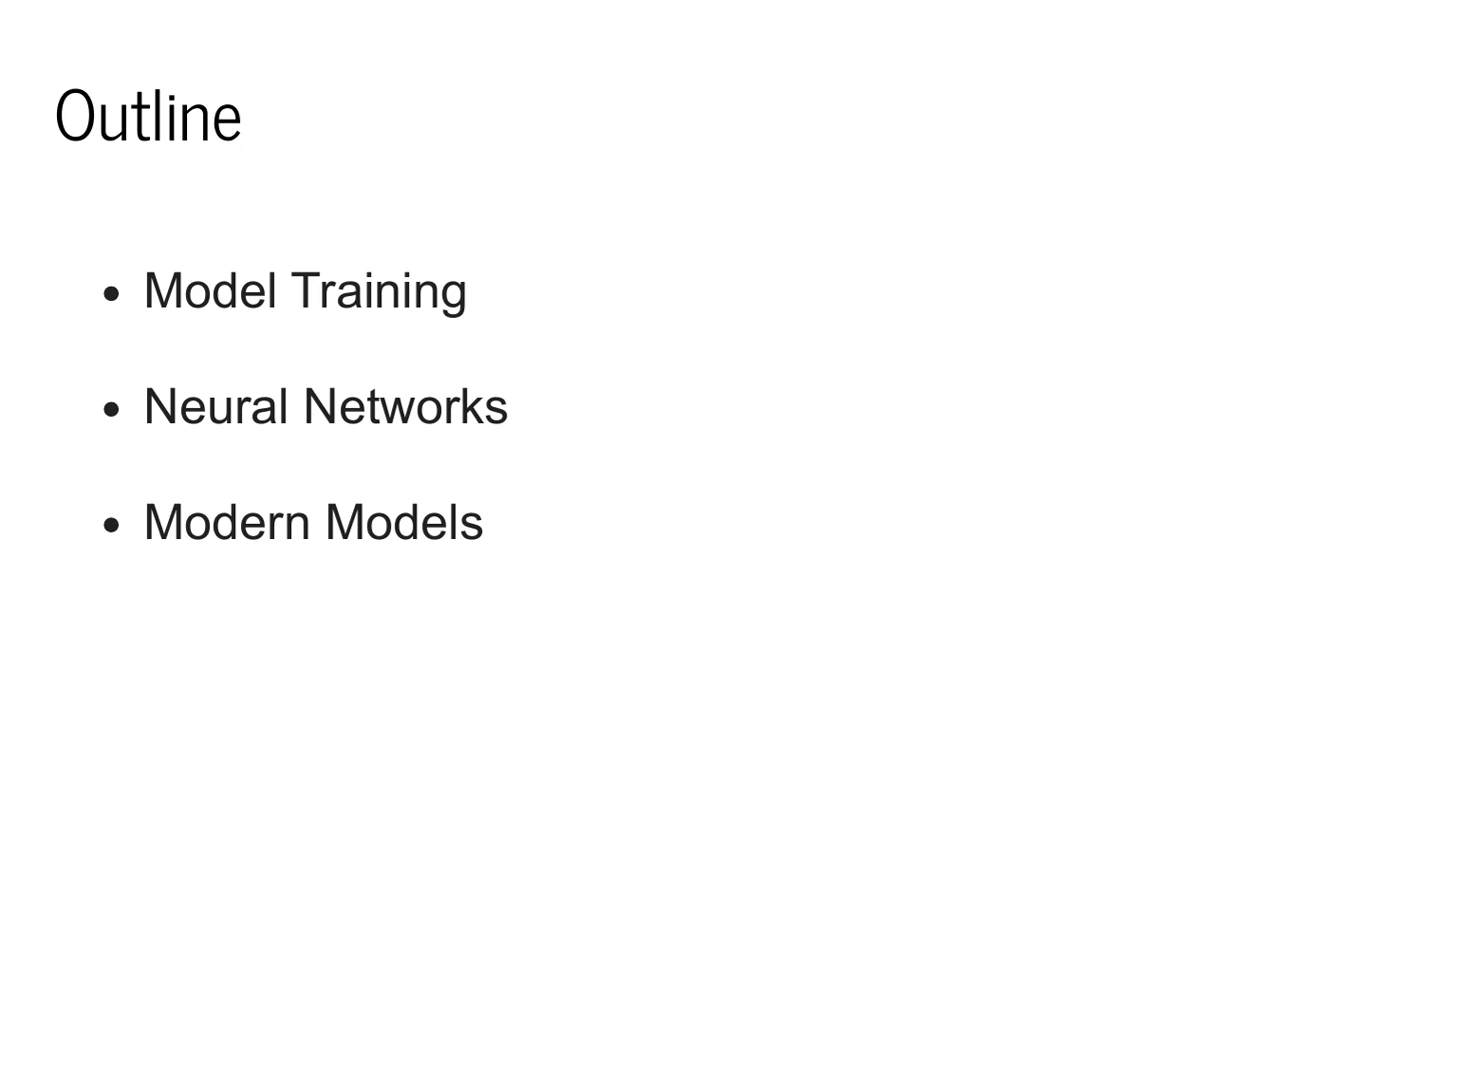 Outline
• Model Training
• Neural Networks
• Modern Models